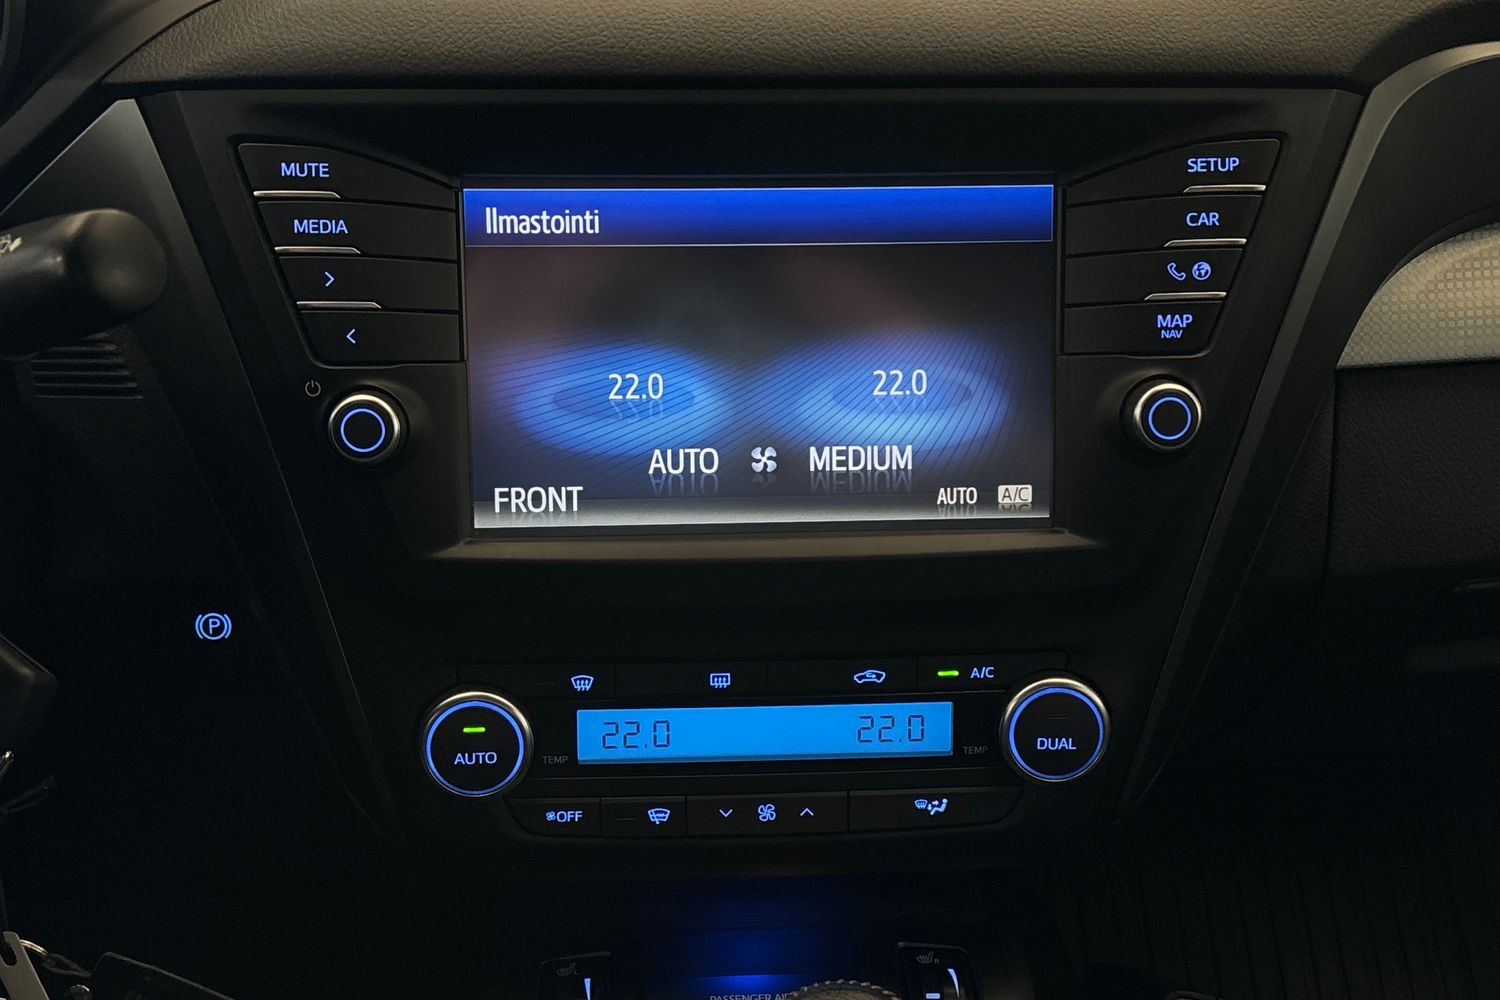 MUTE
MEDIA
SETUP
CAR
MAP
NAV
Ilmastointi
22.0
22.0
AUTO
MEDIUM
FRONT
AUTO
A/C
P
A/C
AUTO
TEMP
22.0
22.0
TEMP
DUAL
OFF
L
R
PASSENGER